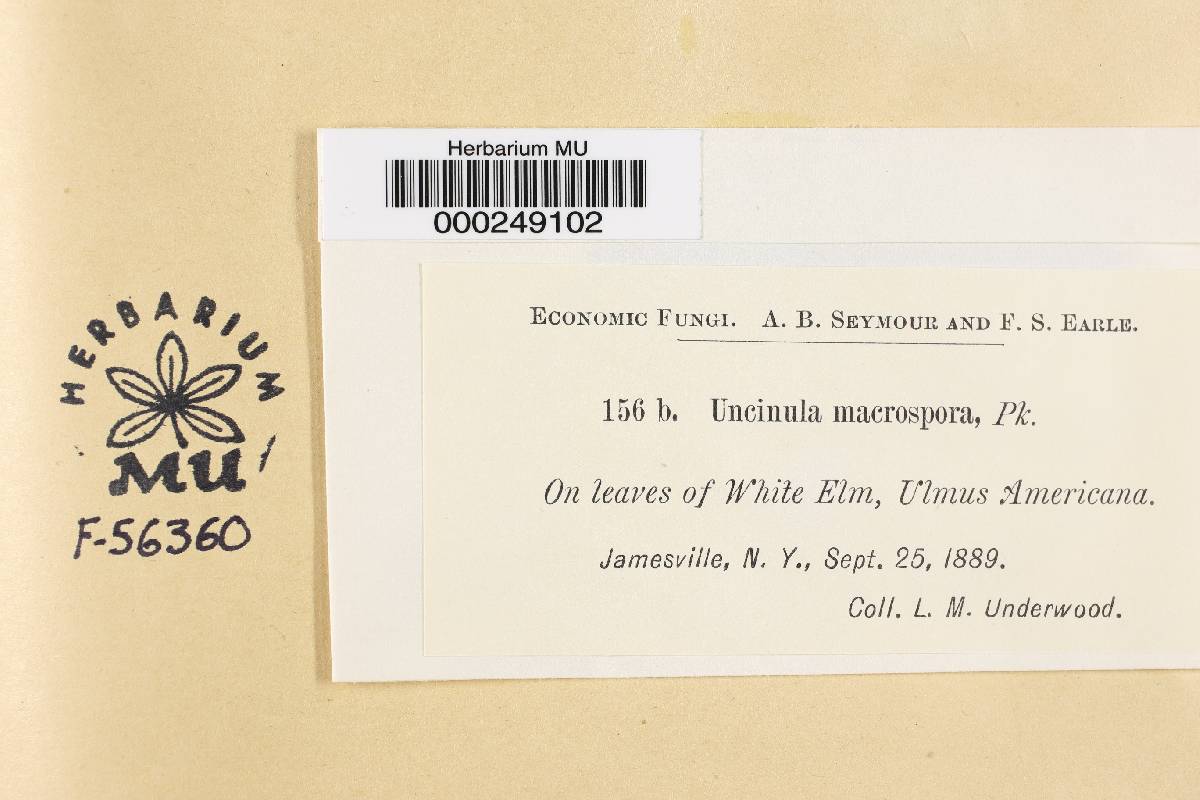 Herbarium MU
000249102
HERBARIUM
MU
F-56360
Economic Fungi. A. B. Seymour and F. S. Earle.
156 b. Uncinula macrospora, Pk.
On leaves of White Elm, Ulmus Americana.
Jamesville, N. Y., Sept. 25, 1889.
Coll. L. M. Underwood.